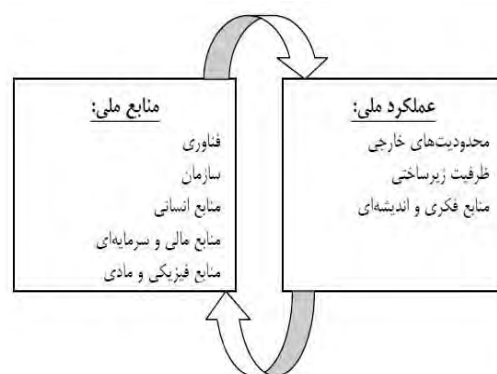 عملکرد ملی:
محدودیت‌های خارجی
ظرفیت زیرساختی
منابع فکری و اندیشه‌ای
منابع ملی:
فناوری
سازمان
منابع انسانی
منابع مالی و سرمایه‌ای
منابع فیزیکی و مادی